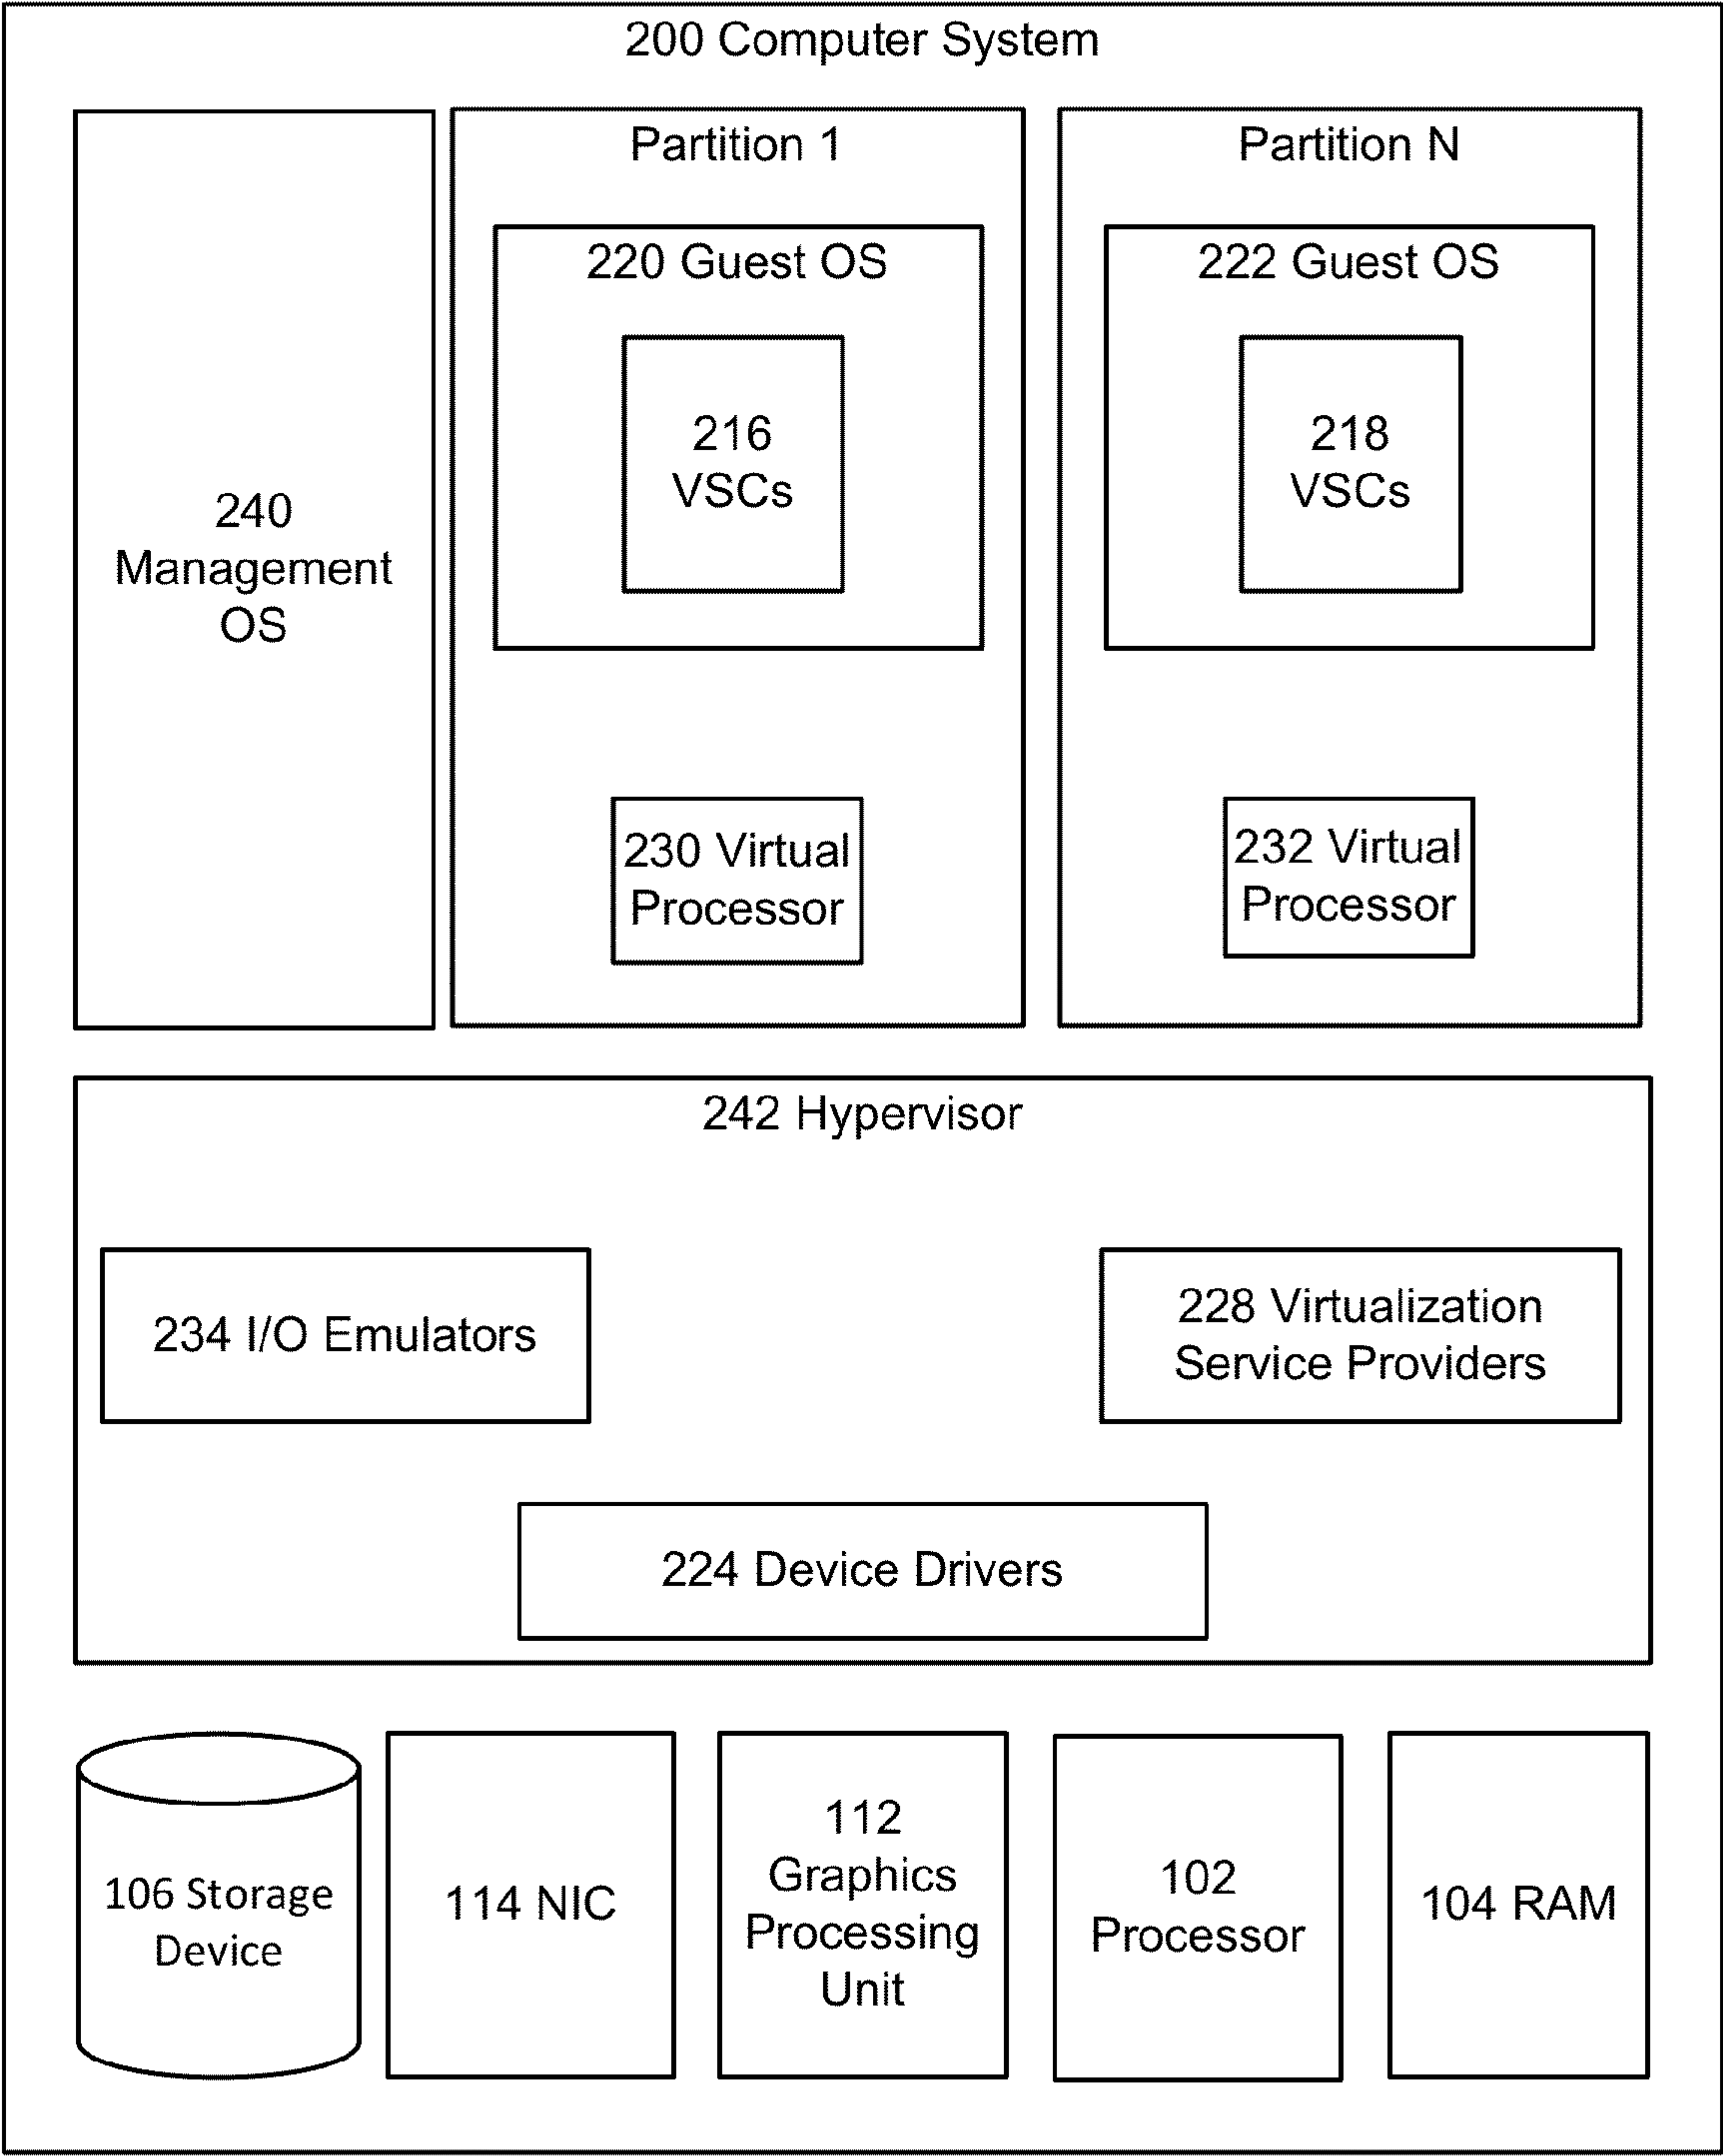 200 Computer System
240
Management
OS
Partition 1
220 Guest OS
216
VSCs
230 Virtual
Processor
Partition N
222 Guest OS
218
VSCs
232 Virtual
Processor
242 Hypervisor
234 I/O Emulators
228 Virtualization
Service Providers
224 Device Drivers
106 Storage
Device
114 NIC
112
Graphics
Processing
Unit
102
Processor
104 RAM